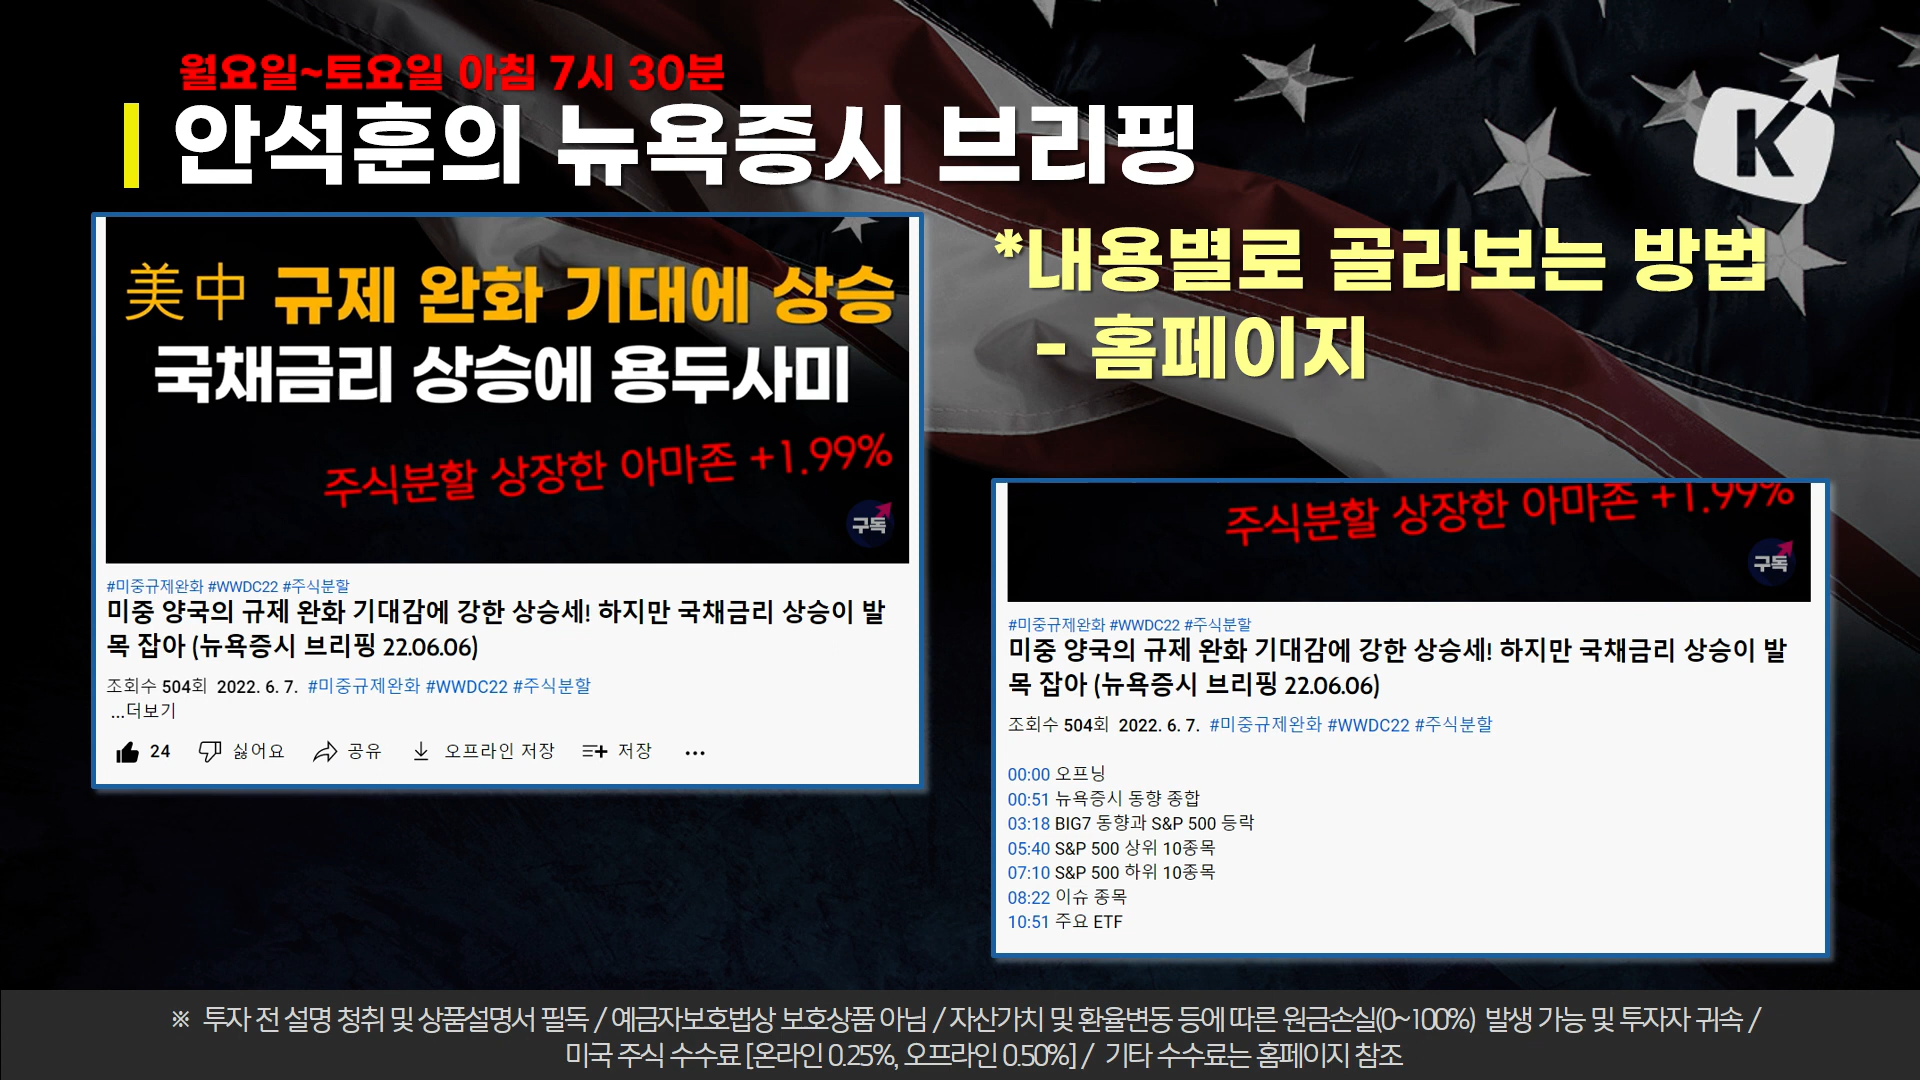 월요일~토요일 아침 7시 30분
안석훈의 뉴욕증시 브리핑
K
*내용별로 골라보는 방법
- 홈페이지
美中 규제 완화 기대에 상승
국채금리 상승에 용두사미
주식분할 상장한 아마존 +1.99%
구독
#미중규제완화 #WWDC22 #주식분할
미중 양국의 규제 완화 기대감에 강한 상승세! 하지만 국채금리 상승이 발
목 잡아 (뉴욕증시 브리핑 22.06.06)
조회수 504회 2022. 6. 7. #미중규제완화 #WWDC22 #주식분할
...더보기
24 싫어요 공유 오프라인 저장 저장 ...
주식분할 상장한 아마존 +1.99%
구독
#미중규제완화 #WWDC22 #주식분할
미중 양국의 규제 완화 기대감에 강한 상승세! 하지만 국채금리 상승이 발
목 잡아 (뉴욕증시 브리핑 22.06.06)
조회수 504회 2022. 6. 7. #미중규제완화 #WWDC22 #주식분할
00:00 오프닝
00:51 뉴욕증시 동향 종합
03:18 BIG7 동향과 S&P 500 등락
05:40 S&P 500 상위 10종목
07:10 S&P 500 하위 10종목
08:22 이슈 종목
10:51 주요 ETF
※ 투자 전 설명 청취 및 상품설명서 필독 / 예금자보호법상 보호상품 아님 / 자산가치 및 환율변동 등에 따른 원금손실(0~100%) 발생 가능 및 투자자 귀속 /
미국 주식 수수료 [온라인 0.25%, 오프라인 0.50%] / 기타 수수료는 홈페이지 참조